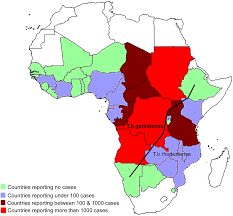 T.b.gambiense
T.b. rhodesiense
Countries reporting no cases
Countries reporting under 100 cases
Countries reporting between 100 & 1000 cases
Countries reporting more than 1000 cases